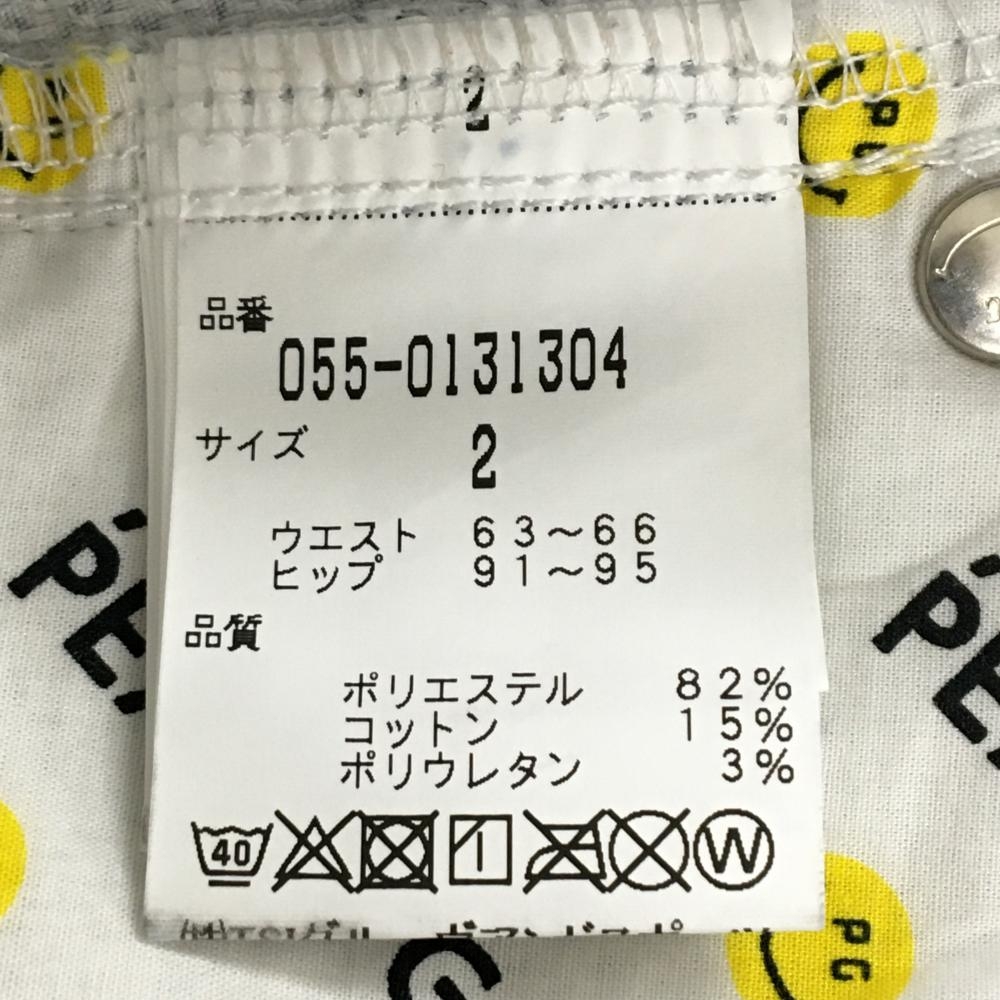 2
品番
055-0131304
サイズ 2
ウエスト 63～66
ヒップ 91～95
品質
ポリエステル 82%
コットン 15%
ポリウレタン 3%
40 W
PG
PG